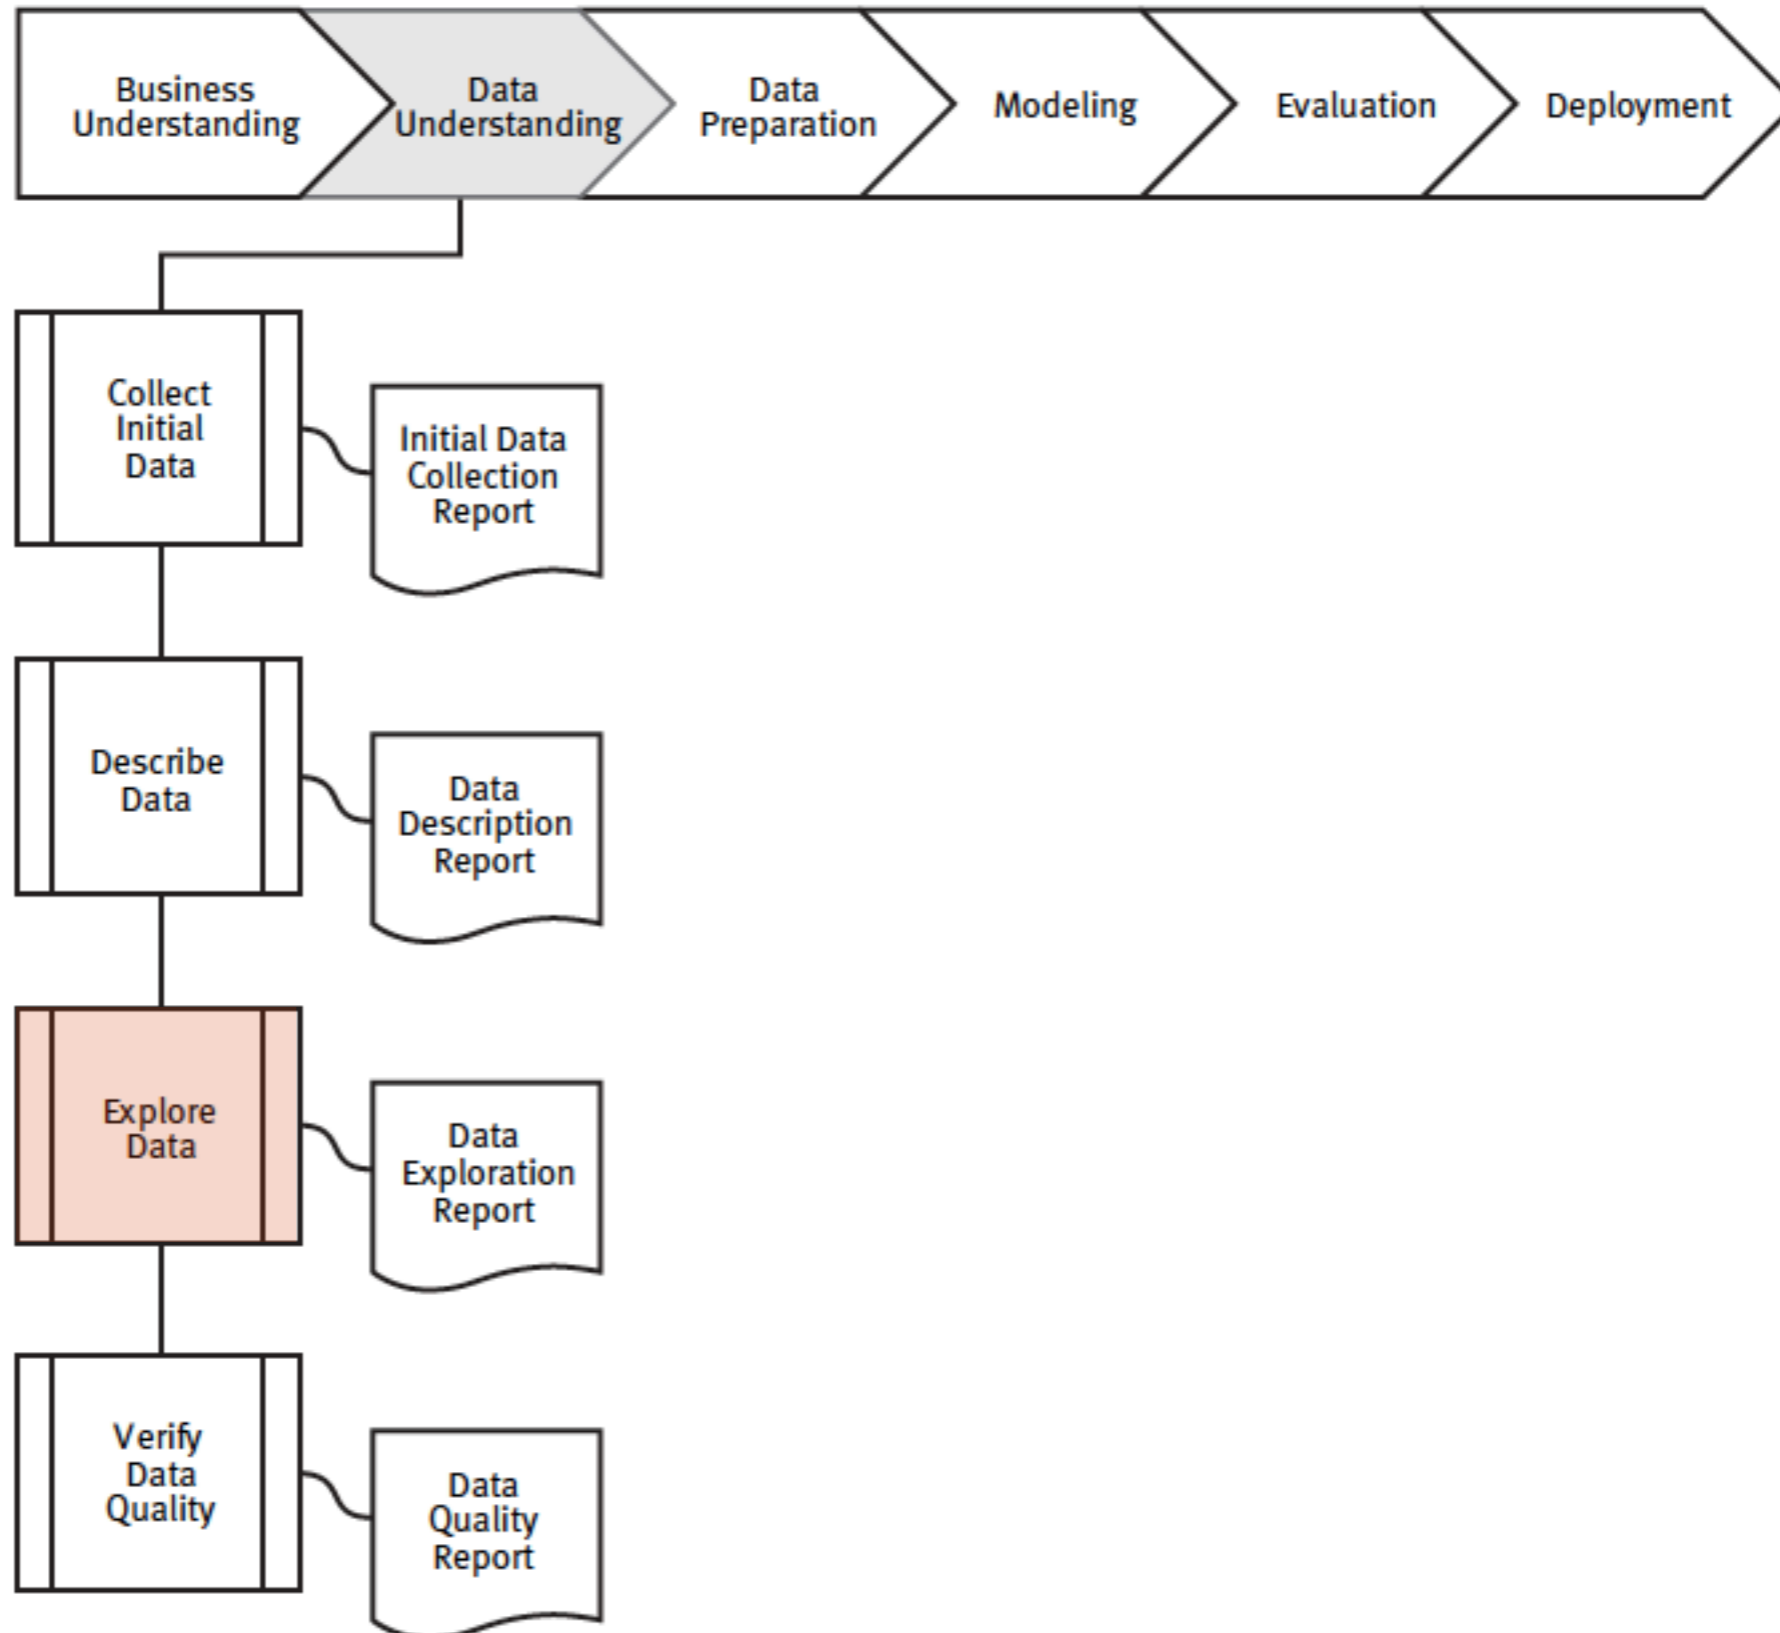 Business
Understanding
Data
Understanding
Data
Preparation
Modeling
Evaluation
Deployment
Collect
Initial
Data
Initial Data
Collection
Report
Describe
Data
Data
Description
Report
Explore
Data
Data
Exploration
Report
Verify
Data
Quality
Data
Quality
Report